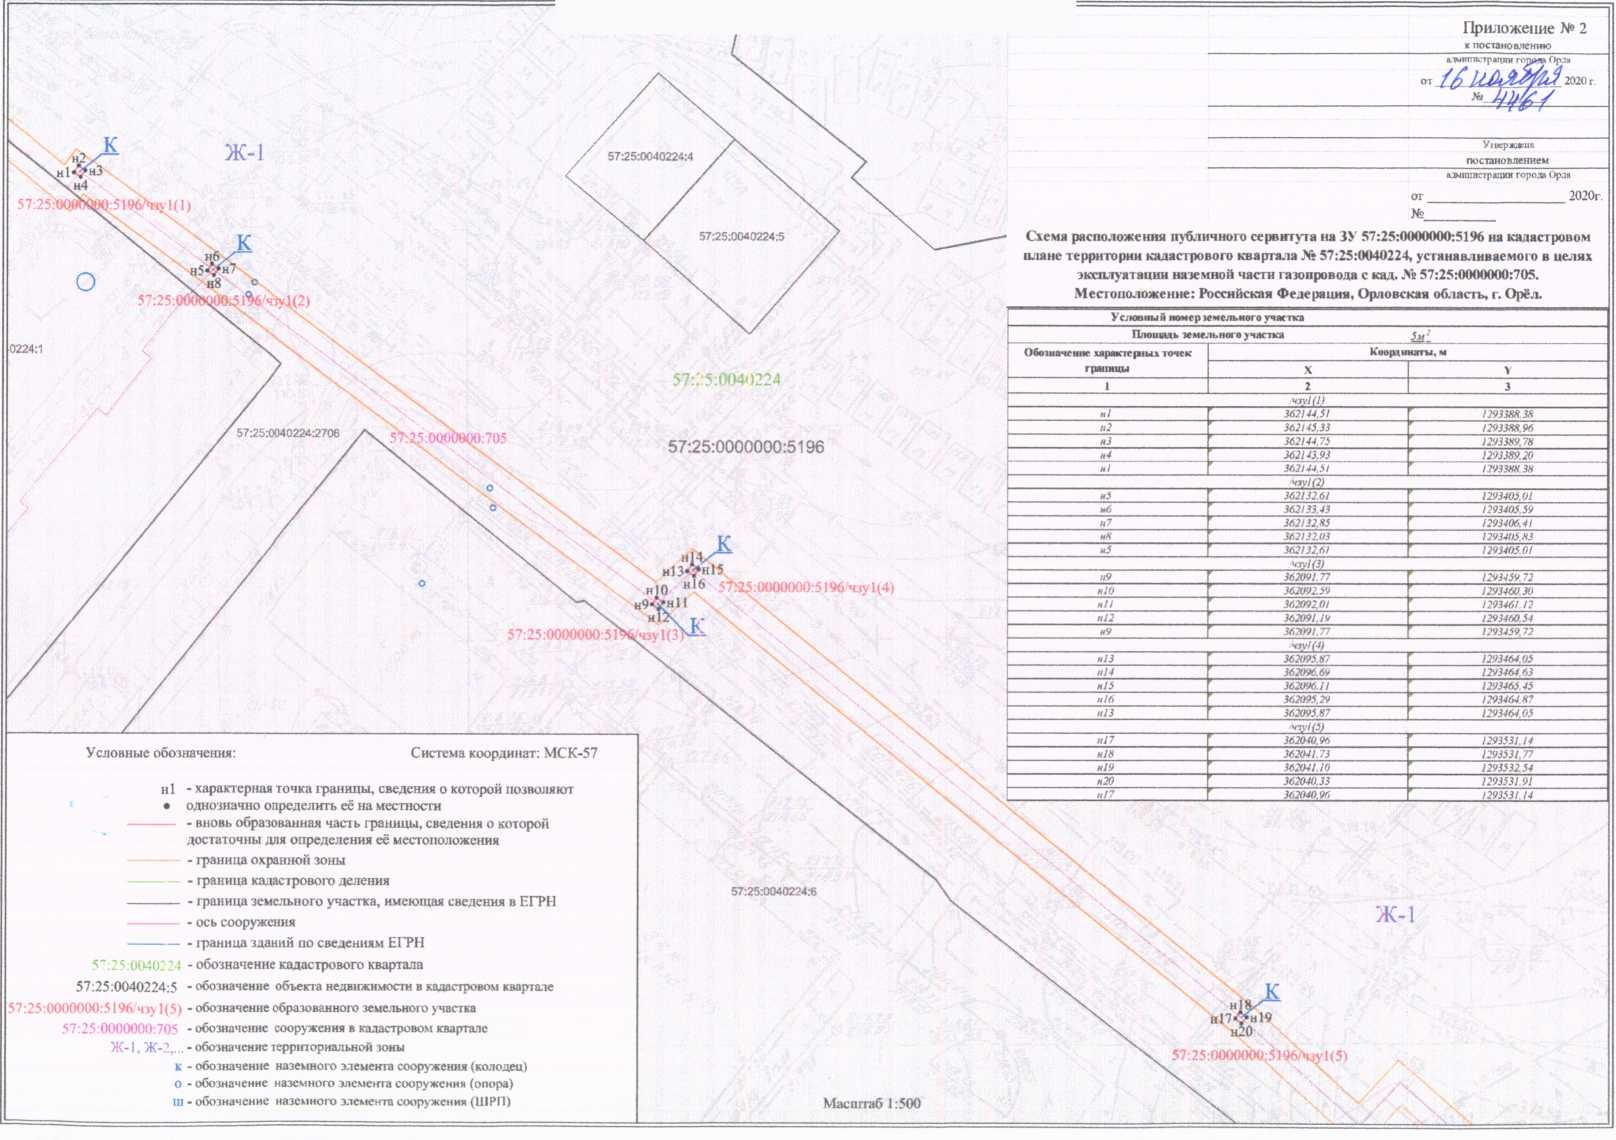 Приложение № 2
к постановлению
администрации города Орла
от 16 ноября 2020 г.
№ 4461
Утверждена
постановлением
администрации города Орла
от 2020г.
№
Схема расположения публичного сервитута на ЗУ 57:25:0000000:5196 на кадастровом
плане территории кадастрового квартала № 57:25:0040224, устанавливаемого в целях
эксплуатации наземной части газопровода с кад. № 57:25:0000000:705.
Местоположение: Российская Федерация, Орловская область, г. Орёл.
Условный номер земельного участка
Площадь земельного участка 5м²
Обозначение характерных точек границы Координаты, м
X Y
1 2 3
/чзу1(1)
н1 362144,51 1293388,38
н2 362145,33 1293388,96
н3 362144,75 1293389,78
н4 362143,93 1293389,20
н1 362144,51 1293388,38
/чзу1(2)
н5 362132,61 1293405,01
н6 362133,43 1293405,59
н7 362132,85 1293406,41
н8 362132,03 1293405,83
н5 362132,61 1293405,01
/чзу1(3)
н9 362091,77 1293459,72
н10 362092,59 1293460,30
н11 362092,01 1293461,12
н12 362091,19 1293460,54
н9 362091,77 1293459,72
/чзу1(4)
н13 362095,87 1293464,05
н14 362096,69 1293464,63
н15 362096,11 1293465,45
н16 362095,29 1293464,87
н13 362095,87 1293464,05
/чзу1(5)
н17 362040,96 1293531,14
н18 362041,73 1293531,77
н19 362041,10 1293532,54
н20 362040,33 1293531,91
н17 362040,96 1293531,14
К
Ж-1
н2
н1 н3
н4
57:25:0000000:5196/чзу1(1)
К
н6
н5 н7
н8
57:25:0000000:5196/чзу1(2)
0224:1
57:25:0040224:4
57:25:0040224:5
57:25:0040224
57:25:0040224:2706
57:25:0000000:705
57:25:0000000:5196
К
н14
н13 н15
н16
57:25:0000000:5196/чзу1(4)
н10
н9 н11
н12
К
57:25:0000000:5196/чзу1(3)
57:25:0040224:6
Ж-1
К
н18
н17 н19
н20
57:25:0000000:5196/чзу1(5)
Масштаб 1:500
Условные обозначения: Система координат: МСК-57
н1 - характерная точка границы, сведения о которой позволяют
однозначно определить её на местности
- вновь образованная часть границы, сведения о которой
достаточны для определения её местоположения
- граница охранной зоны
- граница кадастрового деления
- граница земельного участка, имеющая сведения в ЕГРН
- ось сооружения
- граница зданий по сведениям ЕГРН
57:25:0040224 - обозначение кадастрового квартала
57:25:0040224:5 - обозначение объекта недвижимости в кадастровом квартале
57:25:0000000:5196/чзу1(5) - обозначение образованного земельного участка
57:25:0000000:705 - обозначение сооружения в кадастровом квартале
Ж-1, Ж-2,... - обозначение территориальной зоны
К - обозначение наземного элемента сооружения (колодец)
О - обозначение наземного элемента сооружения (опора)
Ш - обозначение наземного элемента сооружения (ШРП)